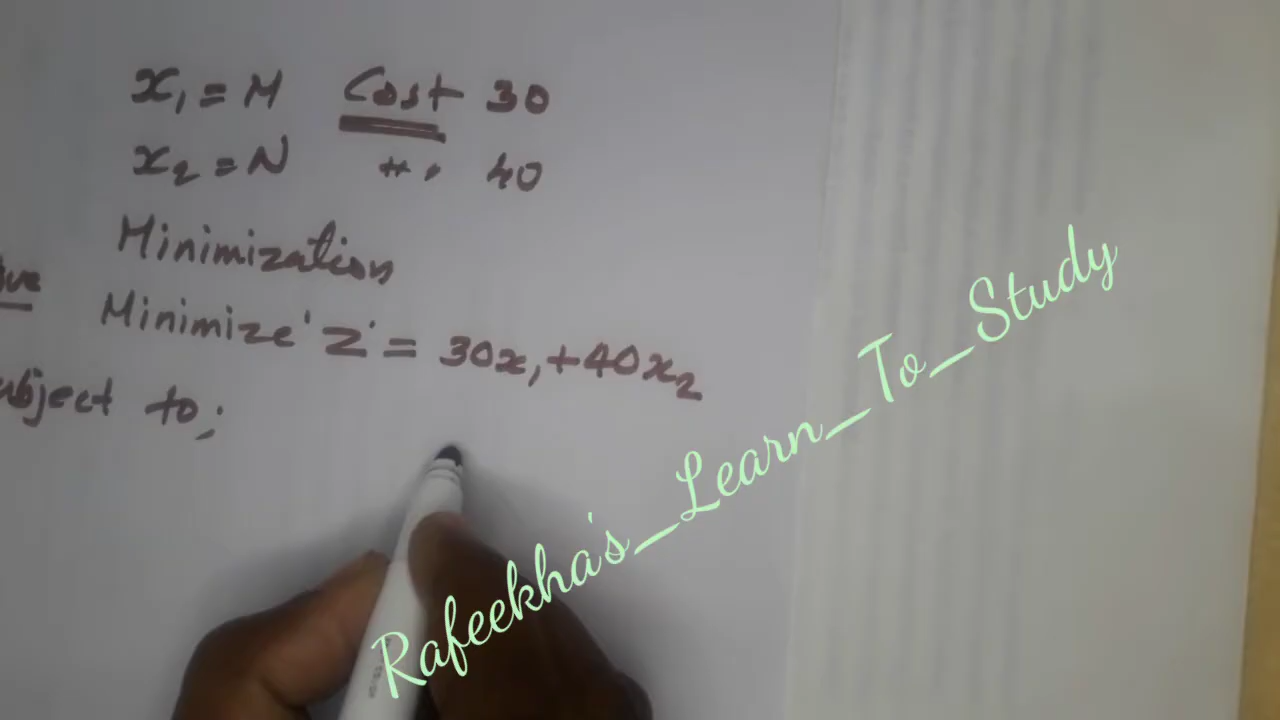 x₁ = M Cost 30
x₂ = N 〃 , 40
Minimization
Minimize 'Z' = 30x₁ + 40x₂
ubject to;
Rafeekha's_Learn_To_Study